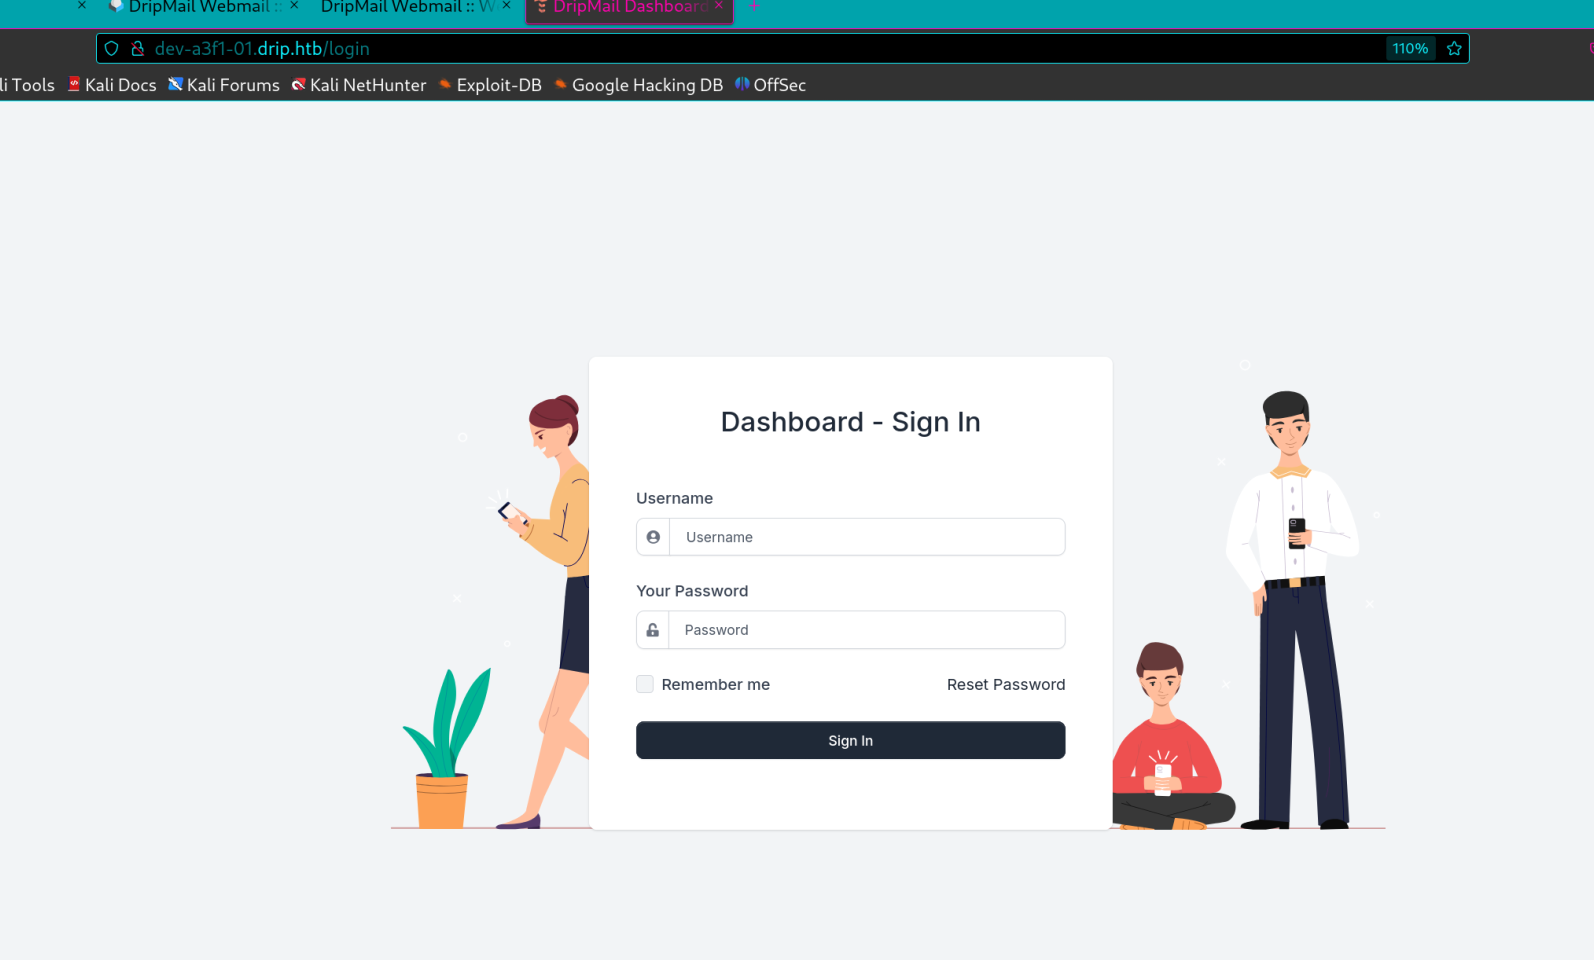 DripMail Webmail :: DripMail Webmail :: W DripMail Dashboard
dev-a3f1-01.drip.htb/login 110%
li Tools Kali Docs Kali Forums Kali NetHunter Exploit-DB Google Hacking DB OffSec
Dashboard - Sign In
Username
Username
Your Password
Password
Remember me Reset Password
Sign In